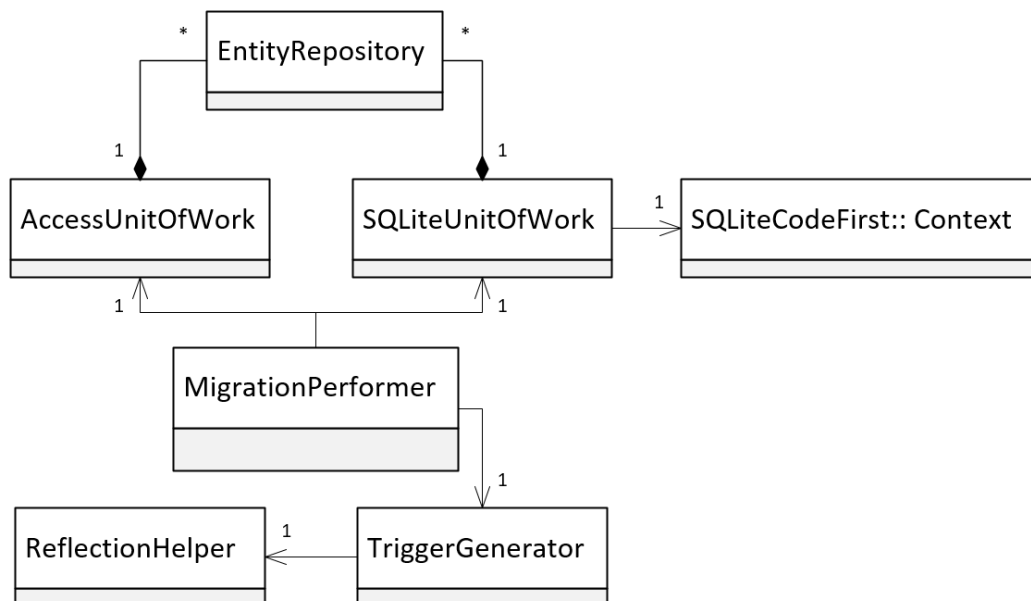 * EntityRepository *
1 1
AccessUnitOfWork SQLiteUnitOfWork 1 SQLiteCodeFirst:: Context
1 1
MigrationPerformer
1
ReflectionHelper 1 TriggerGenerator